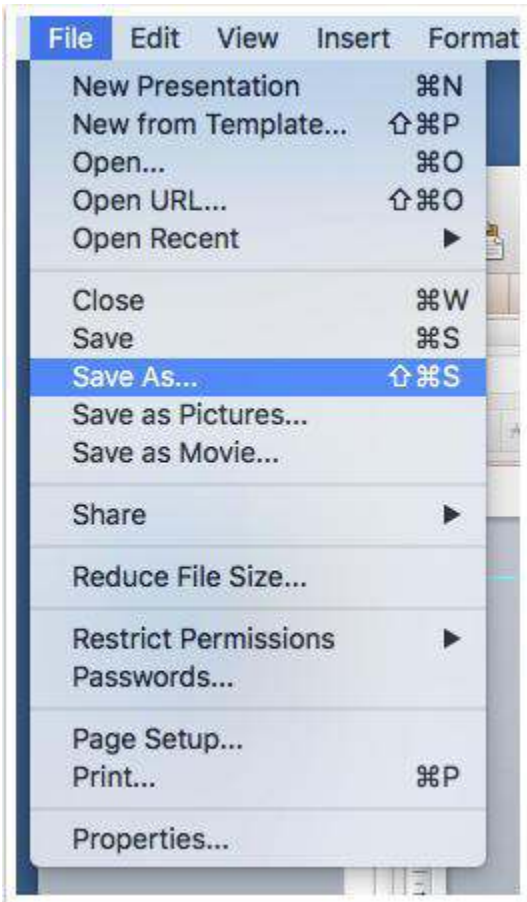 File Edit View Insert Format
New Presentation ⌘N
New from Template... ⇧⌘P
Open... ⌘O
Open URL... ⇧⌘O
Open Recent ▶
Close ⌘W
Save ⌘S
Save As... ⇧⌘S
Save as Pictures...
Save as Movie...
Share ▶
Reduce File Size...
Restrict Permissions ▶
Passwords...
Page Setup...
Print... ⌘P
Properties...